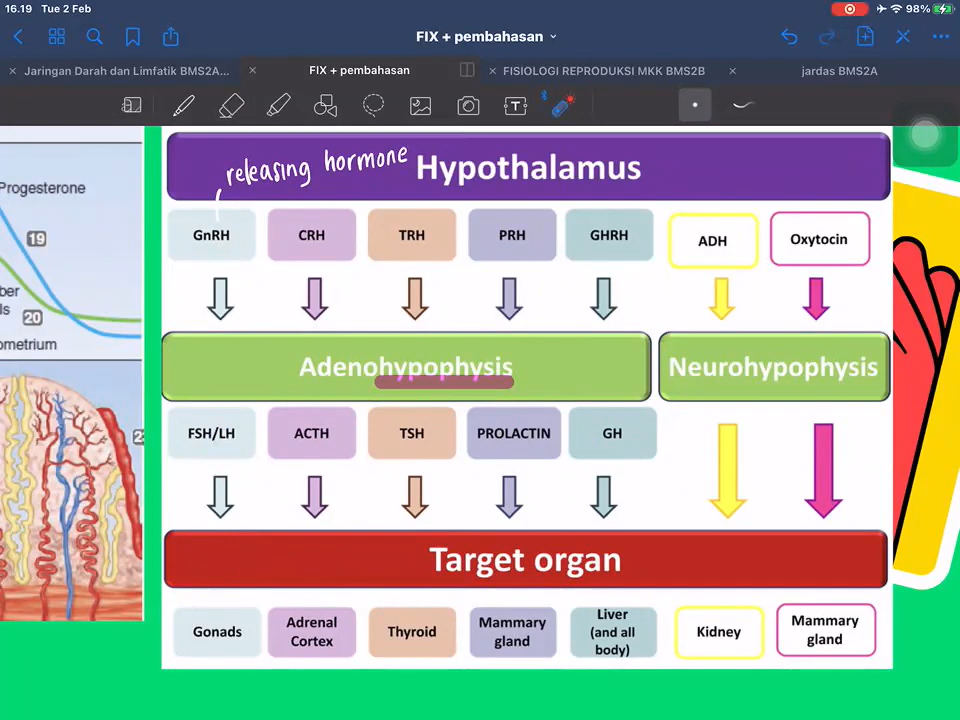 16.19 Tue 2 Feb
98%
FIX + pembahasan
Jaringan Darah dan Limfatik BMS2A...
FIX + pembahasan
FISIOLOGI REPRODUKSI MKK BMS2B
jardas BMS2A
Progesterone
19
20
ometrium
releasing hormone
Hypothalamus
GnRH CRH TRH PRH GHRH ADH Oxytocin
Adenohypophysis Neurohypophysis
FSH/LH ACTH TSH PROLACTIN GH
Target organ
Gonads
Adrenal
Cortex
Thyroid
Mammary
gland
Liver
(and all
body)
Kidney
Mammary
gland